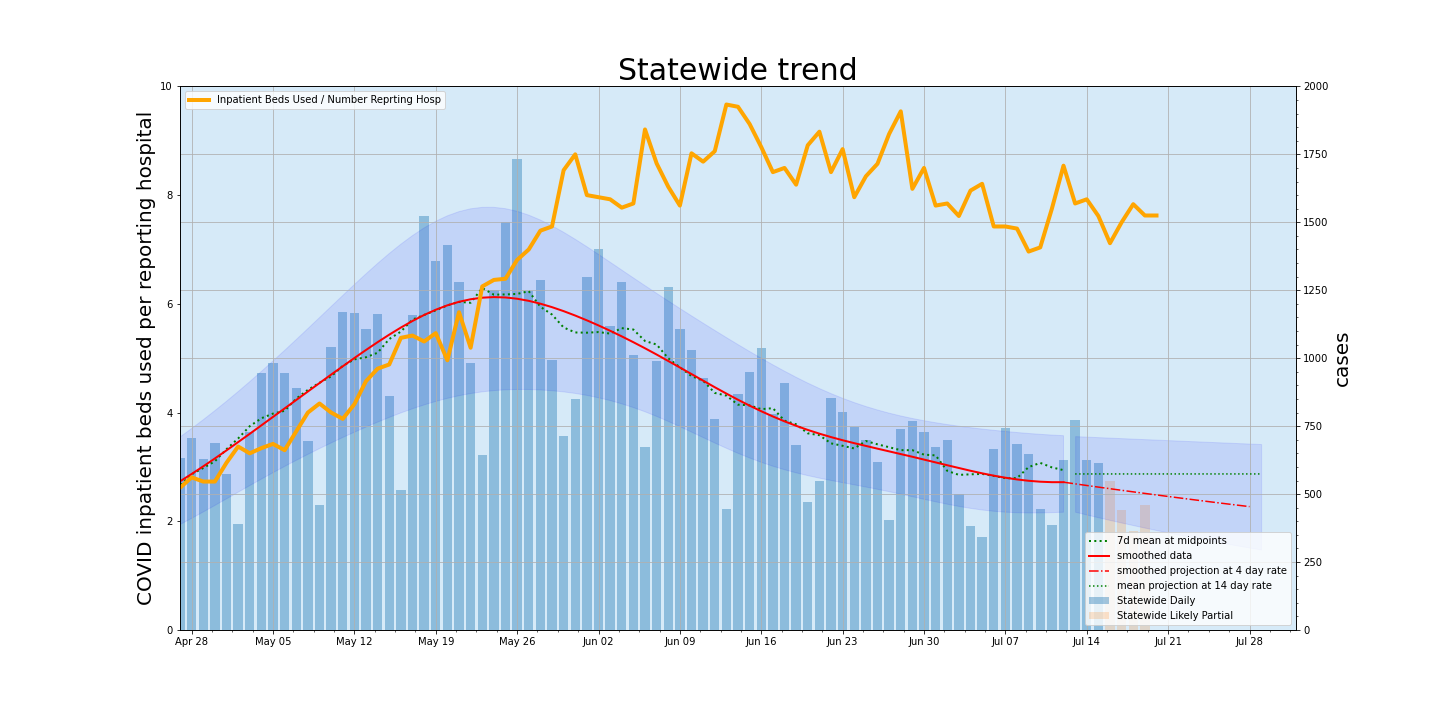 Statewide trend
Inpatient Beds Used / Number Reprting Hosp
COVID inpatient beds used per reporting hospital
10
8
6
4
2
0
2000
1750
1500
1250
1000
750
500
250
0
cases
7d mean at midpoints
smoothed data
smoothed projection at 4 day rate
mean projection at 14 day rate
Statewide Daily
Statewide Likely Partial
Apr 28 May 05 May 12 May 19 May 26 Jun 02 Jun 09 Jun 16 Jun 23 Jun 30 Jul 07 Jul 14 Jul 21 Jul 28